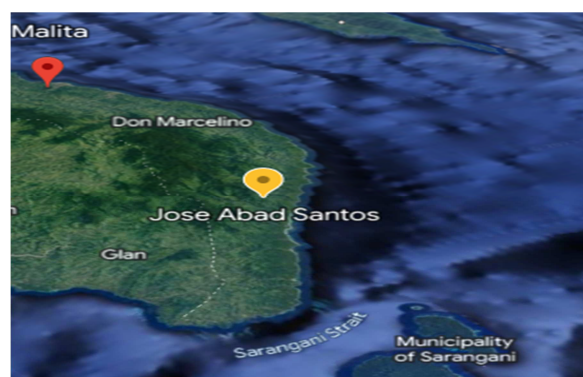 Malita
Don Marcelino
Jose Abad Santos
Glan
Sarangani Strait
Municipality
of Sarangani